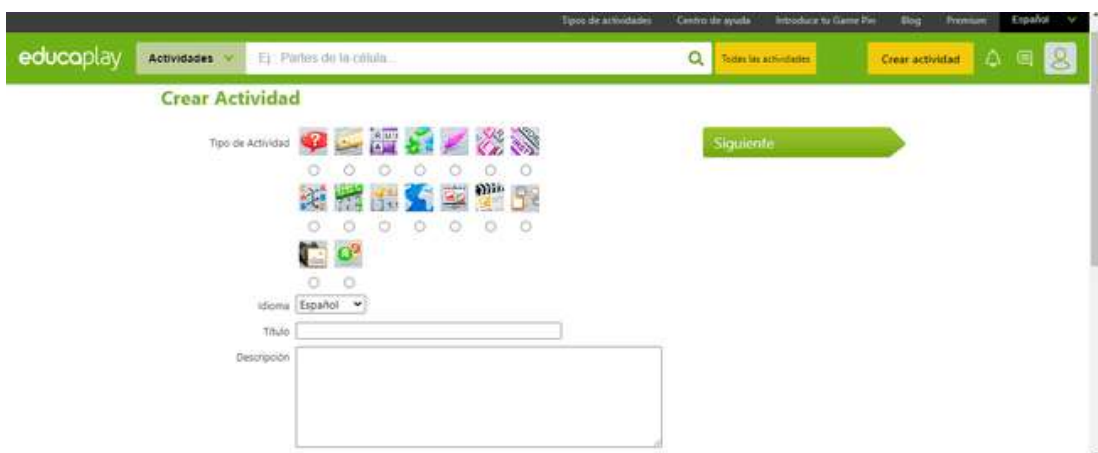 Tipos de actividades Centro de ayuda Introduce tu Game Pin Blog Premium Español
educaplay Actividades Ej.: Partes de la célula... Todas las actividades Crear actividad
Crear Actividad
Tipo de Actividad
Siguiente
Idioma Español
Título
Descripción